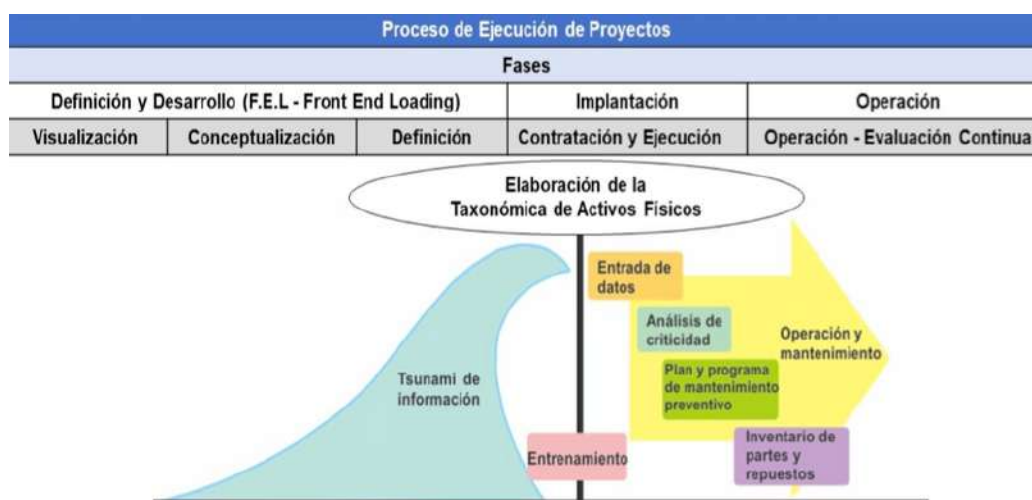 Proceso de Ejecución de Proyectos
Fases
Definición y Desarrollo (F.E.L - Front End Loading)
Implantación
Operación
Visualización
Conceptualización
Definición
Contratación y Ejecución
Operación - Evaluación Continua
Elaboración de la
Taxonómica de Activos Físicos
Entrada de
datos
Análisis de
criticidad
Operación y
mantenimiento
Plan y programa
de mantenimiento
preventivo
Tsunami de
información
Inventario de
partes y
repuestos
Entrenamiento